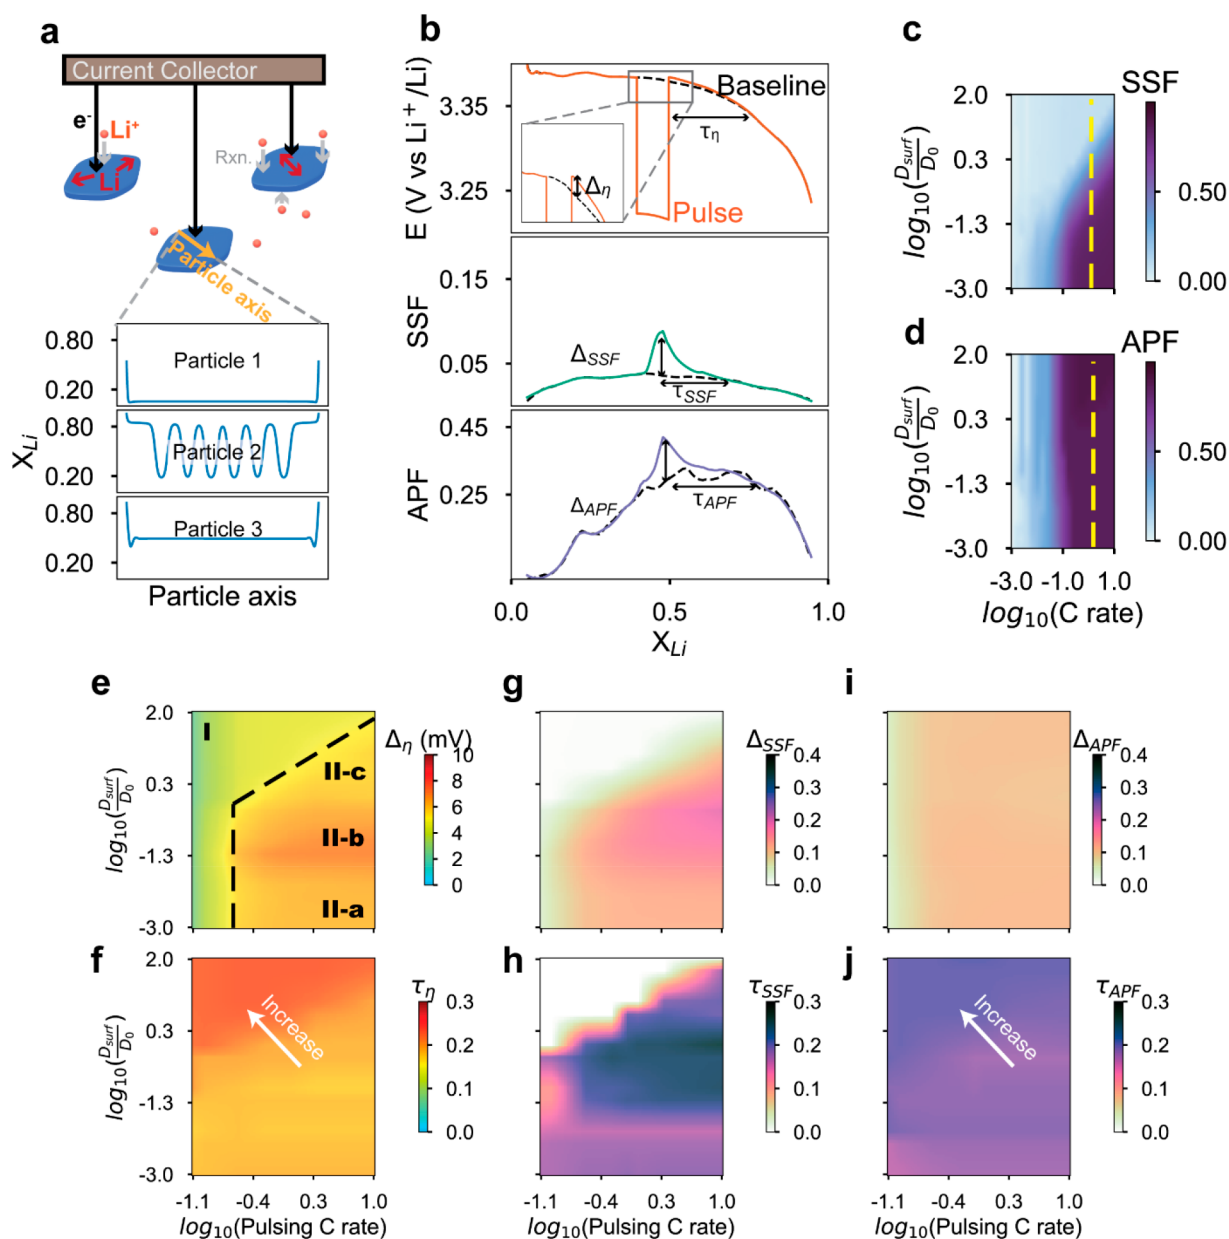 a
Current Collector
e-
Li+
Li
Rxn.
Particle axis
0.80
0.20
Particle 1
XLi
0.80
0.20
Particle 2
0.80
0.20
Particle 3
Particle axis
b
E (V vs Li+ /Li)
3.35
3.20
Baseline
τη
Δη
Pulse
SSF
0.15
0.05
ΔSSF
τSSF
APF
0.45
0.25
ΔAPF
τAPF
0.0
0.5
1.0
XLi
c
SSF
log10(Dsurf/D0)
2.0
0.3
-1.3
-3.0
0.50
0.00
d
APF
log10(Dsurf/D0)
2.0
0.3
-1.3
-3.0
0.50
0.00
-3.0 -1.0 1.0
log10(C rate)
e
log10(Dsurf/D0)
2.0
0.3
-1.3
-3.0
I
II-c
II-b
II-a
Δη (mV)
10
8
6
4
2
0
g
ΔSSF
0.4
0.3
0.2
0.1
0.0
i
ΔAPF
0.4
0.3
0.2
0.1
0.0
f
log10(Dsurf/D0)
2.0
0.3
-1.3
-3.0
Increase
τη
0.3
0.2
0.1
0.0
-1.1 -0.4 0.3 1.0
log10(Pulsing C rate)
h
τSSF
0.3
0.2
0.1
0.0
-1.1 -0.4 0.3 1.0
log10(Pulsing C rate)
j
Increase
τAPF
0.3
0.2
0.1
0.0
-1.1 -0.4 0.3 1.0
log10(Pulsing C rate)